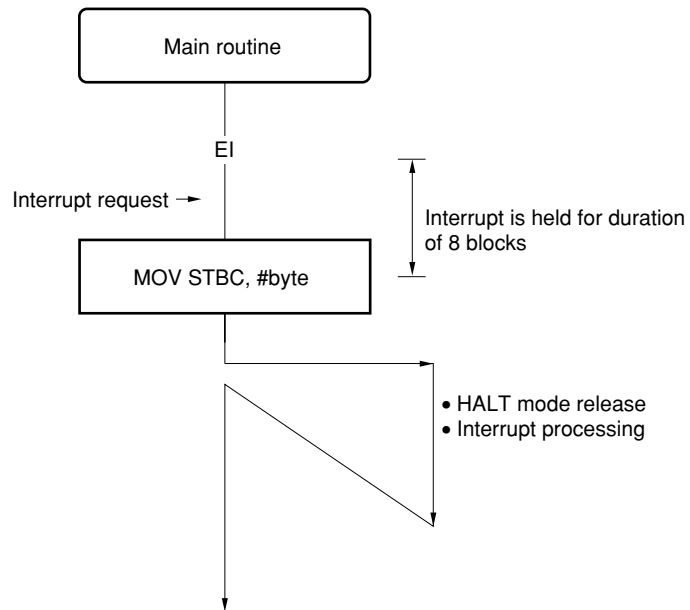 Main routine
EI
Interrupt request
Interrupt is held for duration
of 8 blocks
MOV STBC, #byte
• HALT mode release
• Interrupt processing